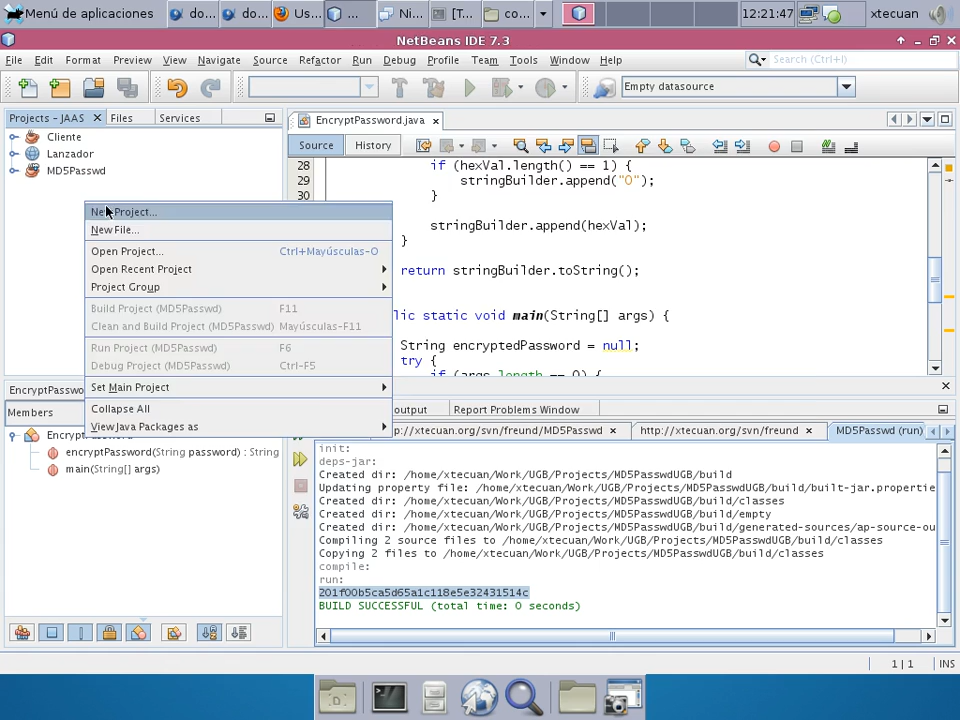 Menú de aplicaciones
do...
do...
Us...
...
Ni...
[T...
co...
12:21:47
xtecuan
NetBeans IDE 7.3
File Edit Format Preview View Navigate Source Refactor Run Debug Profile Team Tools Window Help
Search (Ctrl+I)
Empty datasource
Projects - JAAS
Files
Services
EncryptPassword.java
Cliente
Lanzador
MD5Passwd
Source
History
28 if (hexVal.length() == 1) {
29 stringBuilder.append("0");
30 }
stringBuilder.append(hexVal);
}
return stringBuilder.toString();
lic static void main(String[] args) {
String encryptedPassword = null;
try {
if (args.length == 0) {
New Project...
New File...
Open Project... Ctrl+Mayúsculas-O
Open Recent Project
Project Group
Build Project (MD5Passwd) F11
Clean and Build Project (MD5Passwd) Mayúsculas-F11
Run Project (MD5Passwd) F6
Debug Project (MD5Passwd) Ctrl-F5
Set Main Project
Collapse All
View Java Packages as
EncryptPasswo
Members
Encrypt
encryptPassword(String password) : String
main(String[] args)
output
Report Problems Window
p://xtecuan.org/svn/freund/MD5Passwd
http://xtecuan.org/svn/freund
MD5Passwd (run)
init:
deps-jar:
Created dir: /home/xtecuan/Work/UGB/Projects/MD5PasswdUGB/build
Updating property file: /home/xtecuan/Work/UGB/Projects/MD5PasswdUGB/build/built-jar.propertie
Created dir: /home/xtecuan/Work/UGB/Projects/MD5PasswdUGB/build/classes
Created dir: /home/xtecuan/Work/UGB/Projects/MD5PasswdUGB/build/empty
Created dir: /home/xtecuan/Work/UGB/Projects/MD5PasswdUGB/build/generated-sources/ap-source-ou
Compiling 2 source files to /home/xtecuan/Work/UGB/Projects/MD5PasswdUGB/build/classes
Copying 2 files to /home/xtecuan/Work/UGB/Projects/MD5PasswdUGB/build/classes
compile:
run:
201f00b5ca5d65a1c118e5e32431514c
BUILD SUCCESSFUL (total time: 0 seconds)
1|1
INS